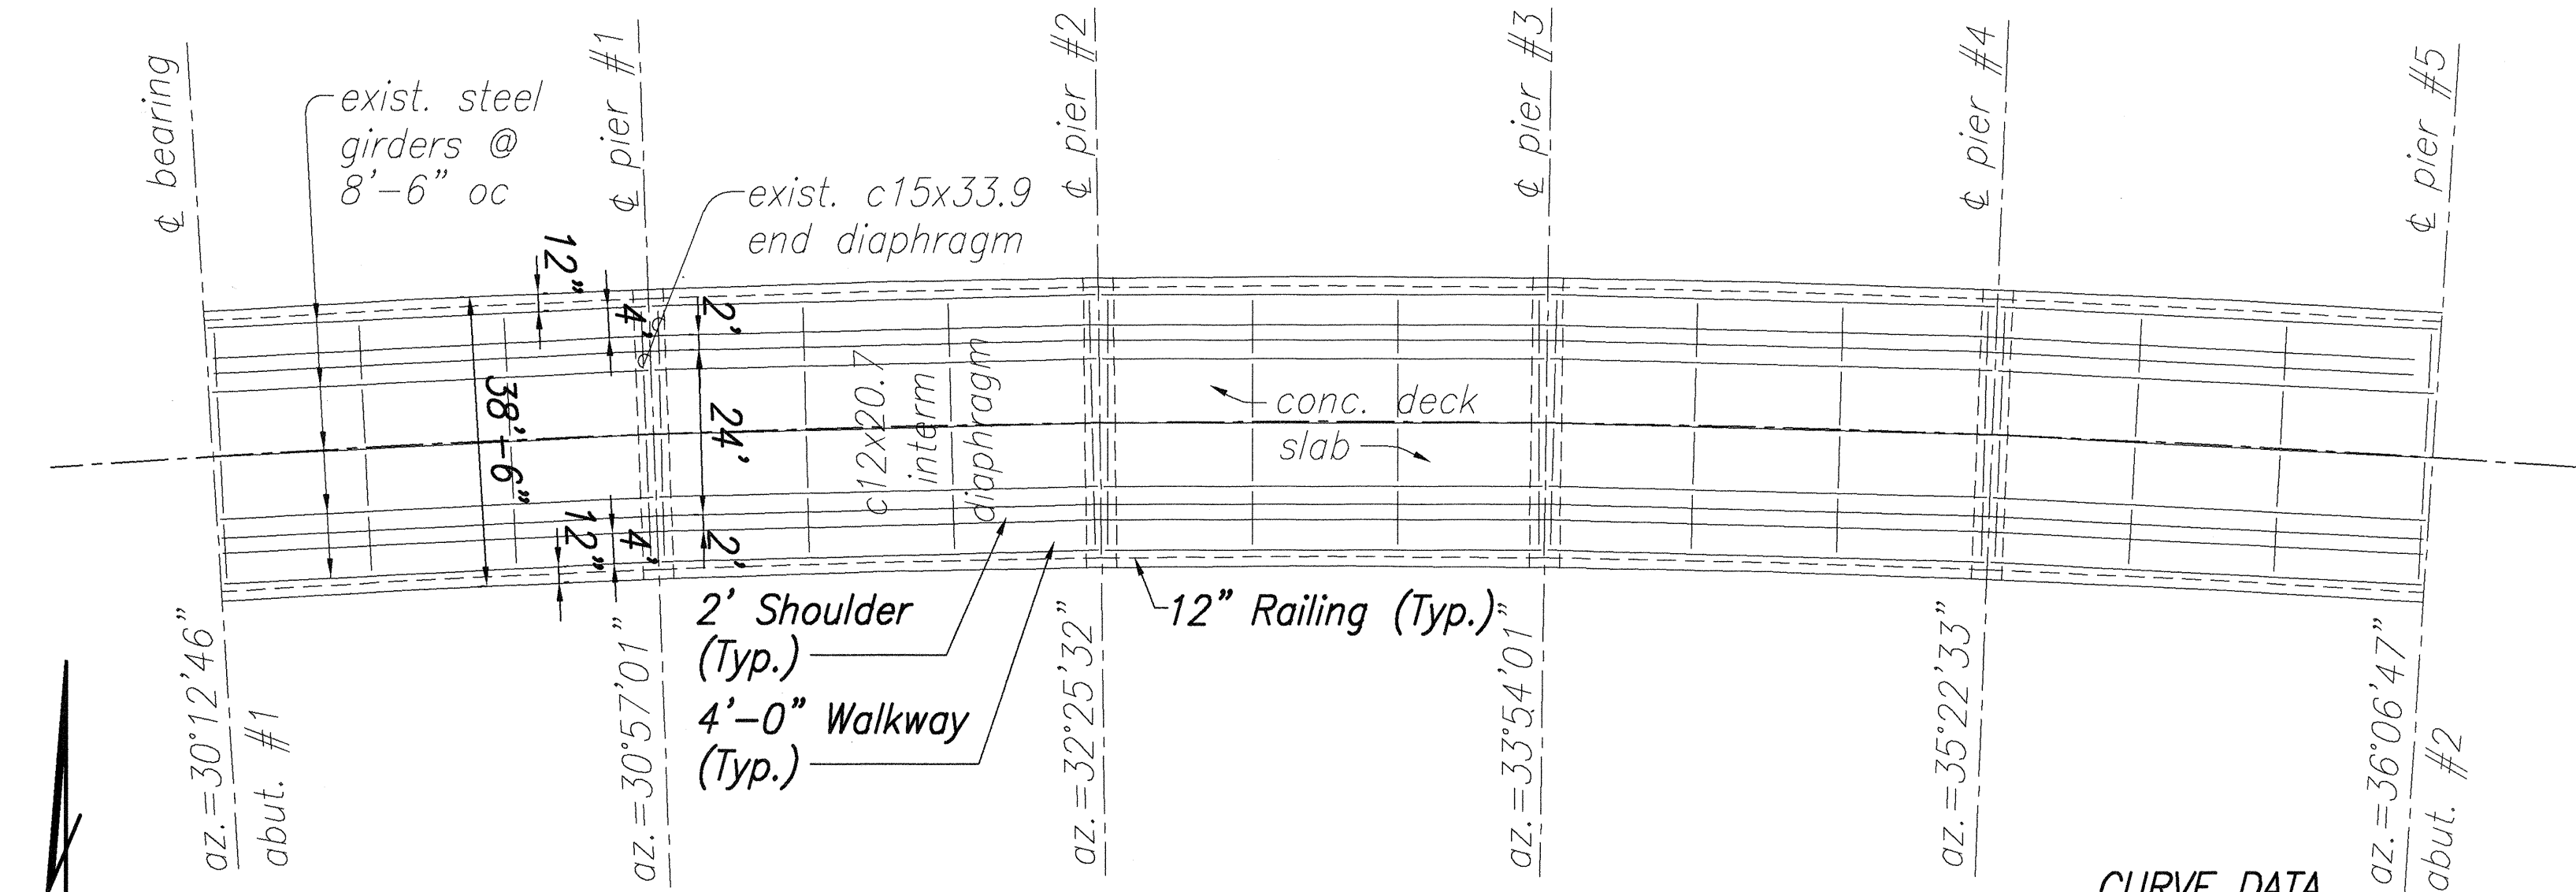 ℄ bearing
℄ pier #1
℄ pier #2
℄ pier #3
℄ pier #4
℄ pier #5
exist. steel
girders @
8'-6" oc
exist. c15x33.9
end diaphragm
12"
4'
2'
38'-6"
24'
c12x20.7
interm
diaphragm
conc. deck
slab
12"
4'
2'
2' Shoulder
(Typ.)
4'-0" Walkway
(Typ.)
12" Railing (Typ.)
az.=30°12'46"
abut. #1
az.=30°57'01"
az.=32°25'32"
az.=33°54'01"
az.=35°22'33"
az.=36°06'47"
abut. #2
CURVE DATA